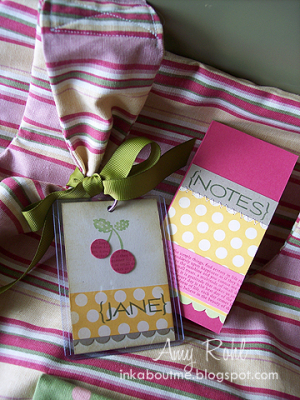 {NOTES}
{JANE}
Amy Rohl
inkaboutme.blogspot.com